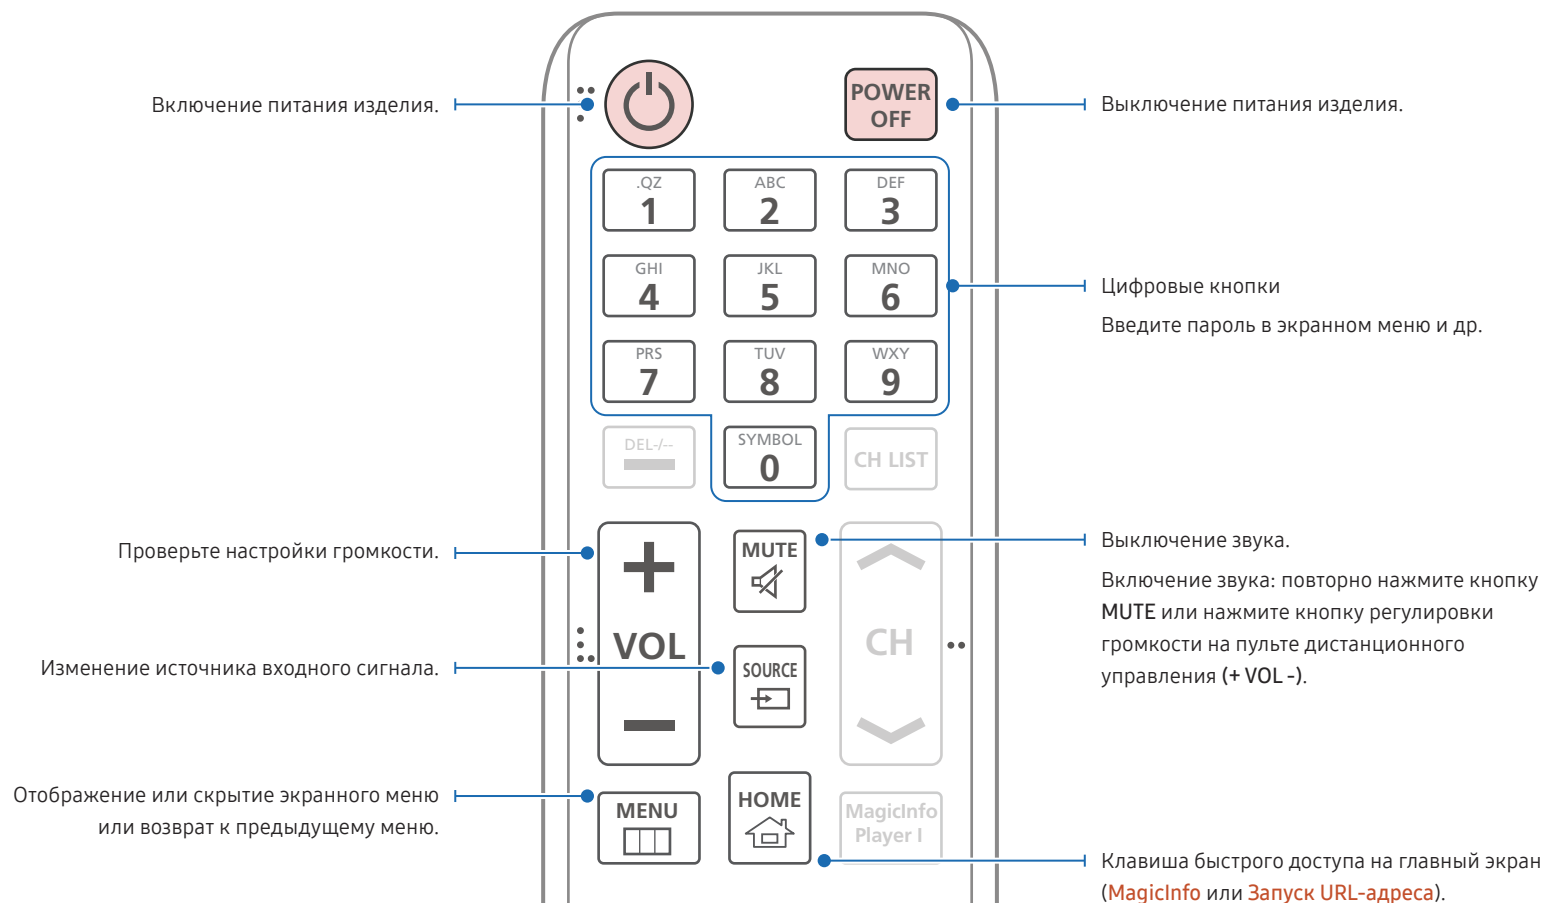 Включение питания изделия.
POWER
OFF
Выключение питания изделия.
.QZ
1
ABC
2
DEF
3
GHI
4
JKL
5
MNO
6
Цифровые кнопки
Введите пароль в экранном меню и др.
PRS
7
TUV
8
WXY
9
DEL-/--
SYMBOL
0
CH LIST
Проверьте настройки громкости.
VOL
MUTE
Выключение звука.
Включение звука: повторно нажмите кнопку
MUTE или нажмите кнопку регулировки
громкости на пульте дистанционного
управления (+ VOL -).
CH
Изменение источника входного сигнала.
SOURCE
Отображение или скрытие экранного меню
или возврат к предыдущему меню.
MENU
HOME
MagicInfo
Player I
Клавиша быстрого доступа на главный экран
(MagicInfo или Запуск URL-адреса).